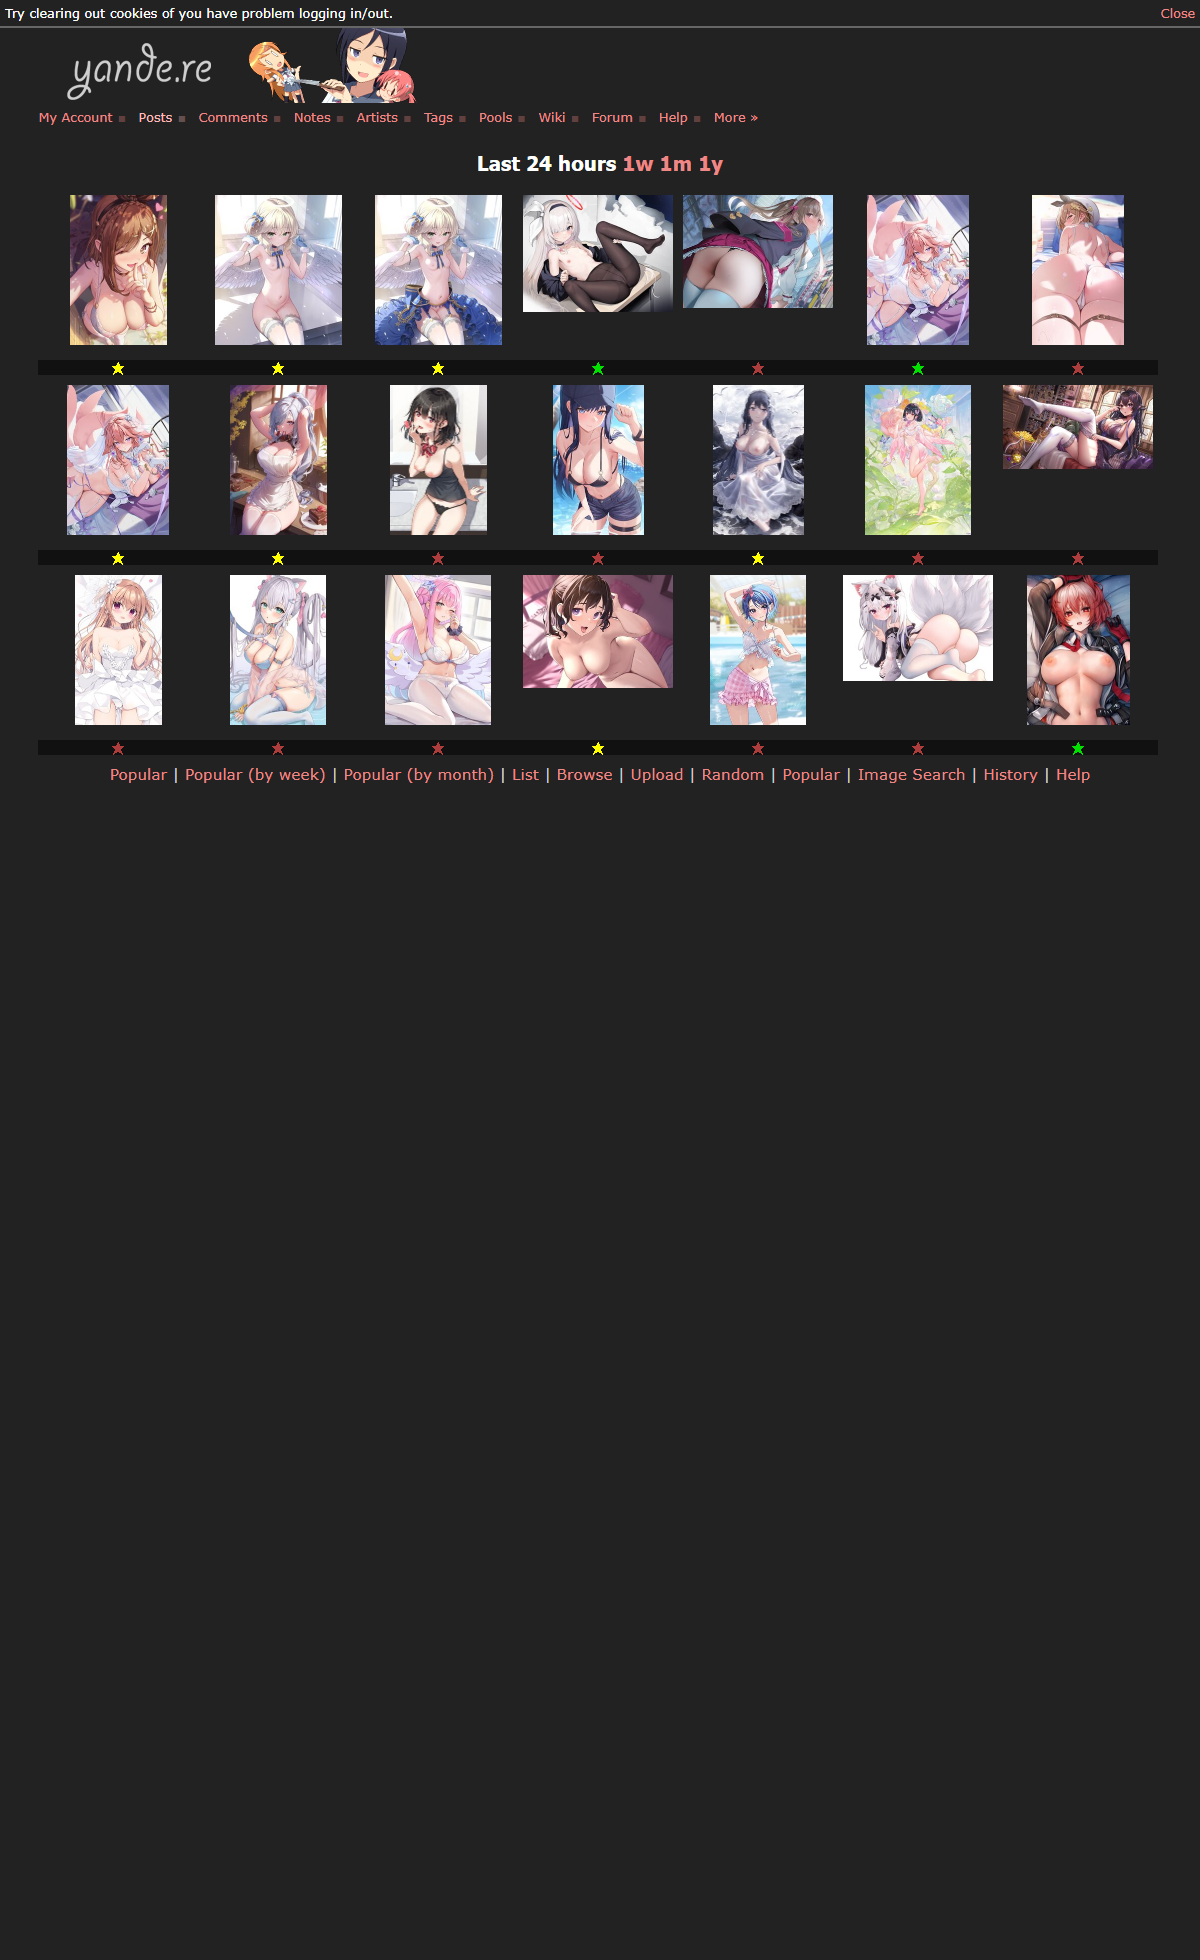 Try clearing out cookies of you have problem logging in/out. Close
yande.re
My Account Posts Comments Notes Artists Tags Pools Wiki Forum Help More »
Last 24 hours 1w 1m 1y
Popular | Popular (by week) | Popular (by month) | List | Browse | Upload | Random | Popular | Image Search | History | Help